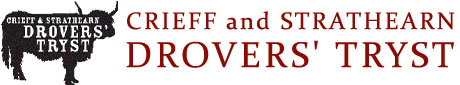 CRIEFF & STRATHEARN
DROVERS'
TRYST
CRIEFF and STRATHEARN
DROVERS' TRYST